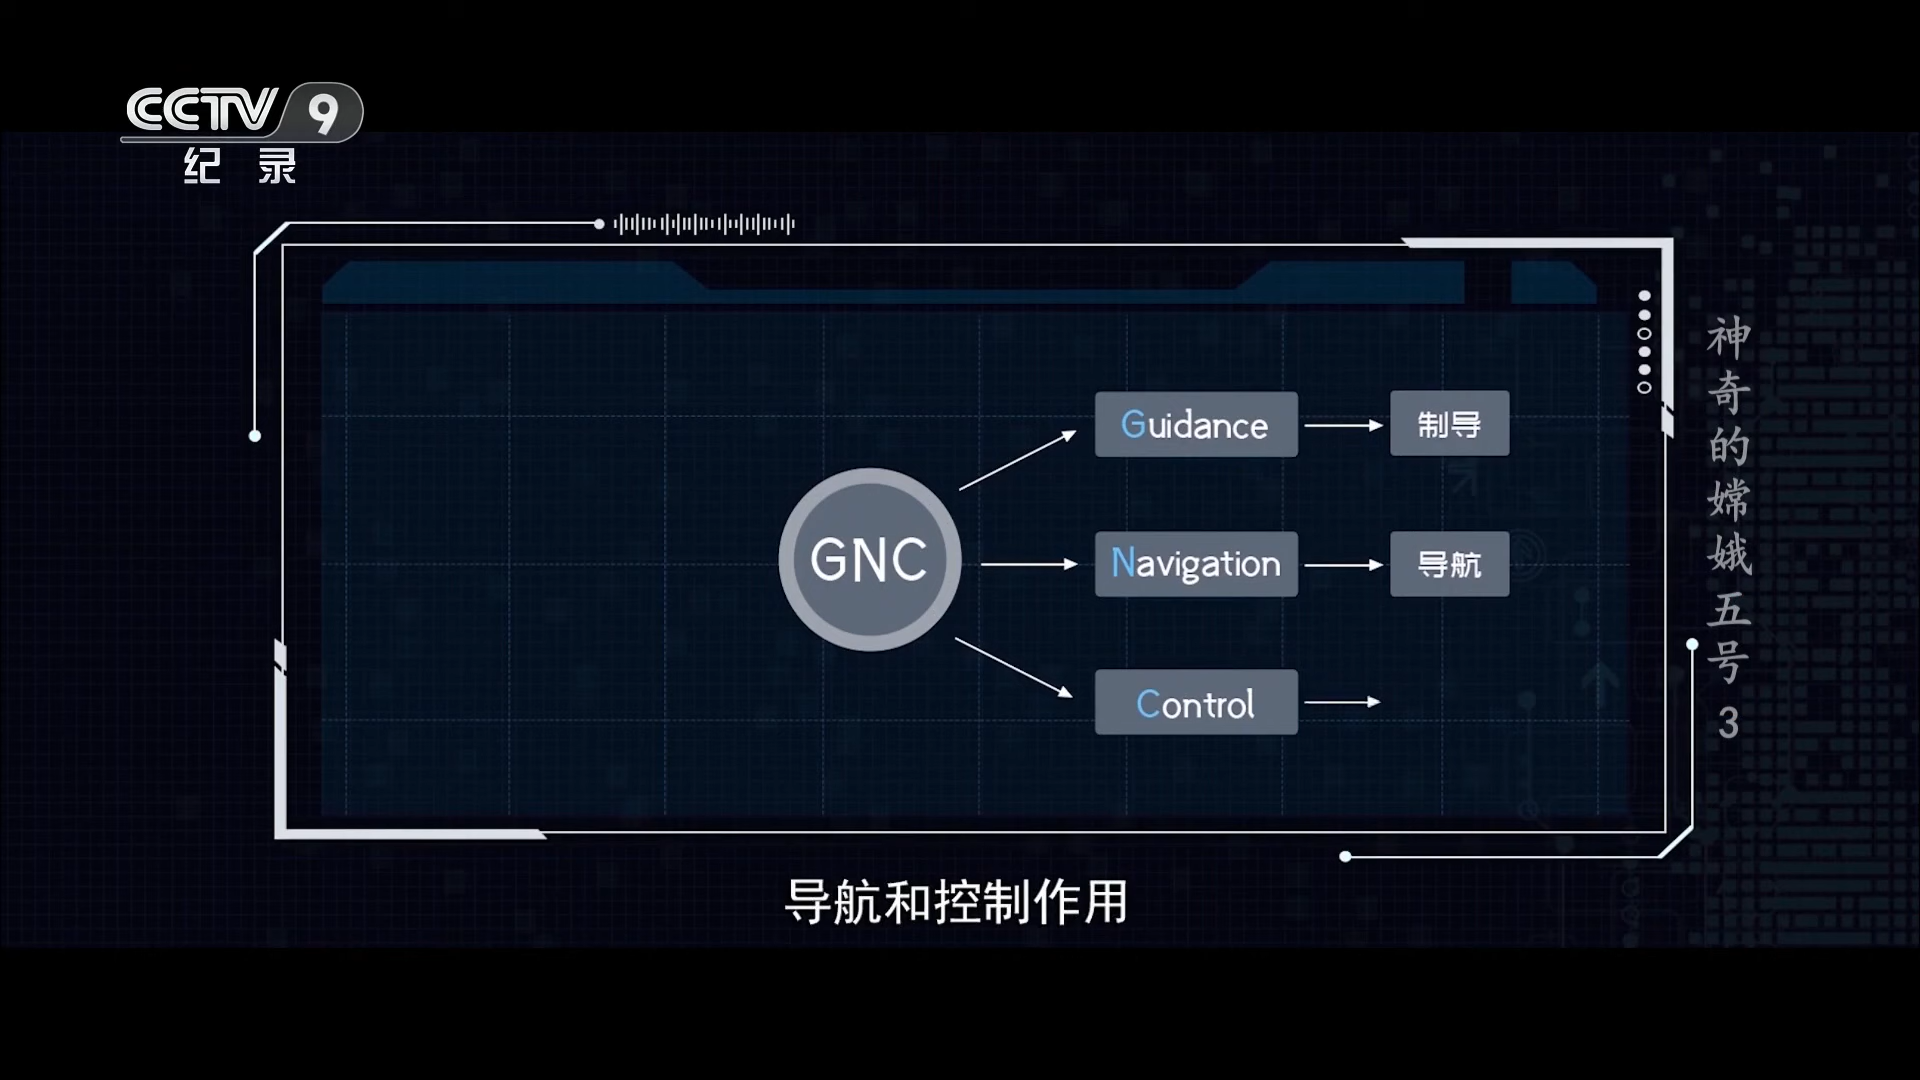 CCTV 9
纪录
Guidance
制导
GNC
Navigation
导航
Control
神奇的嫦娥五号 3
导航和控制作用